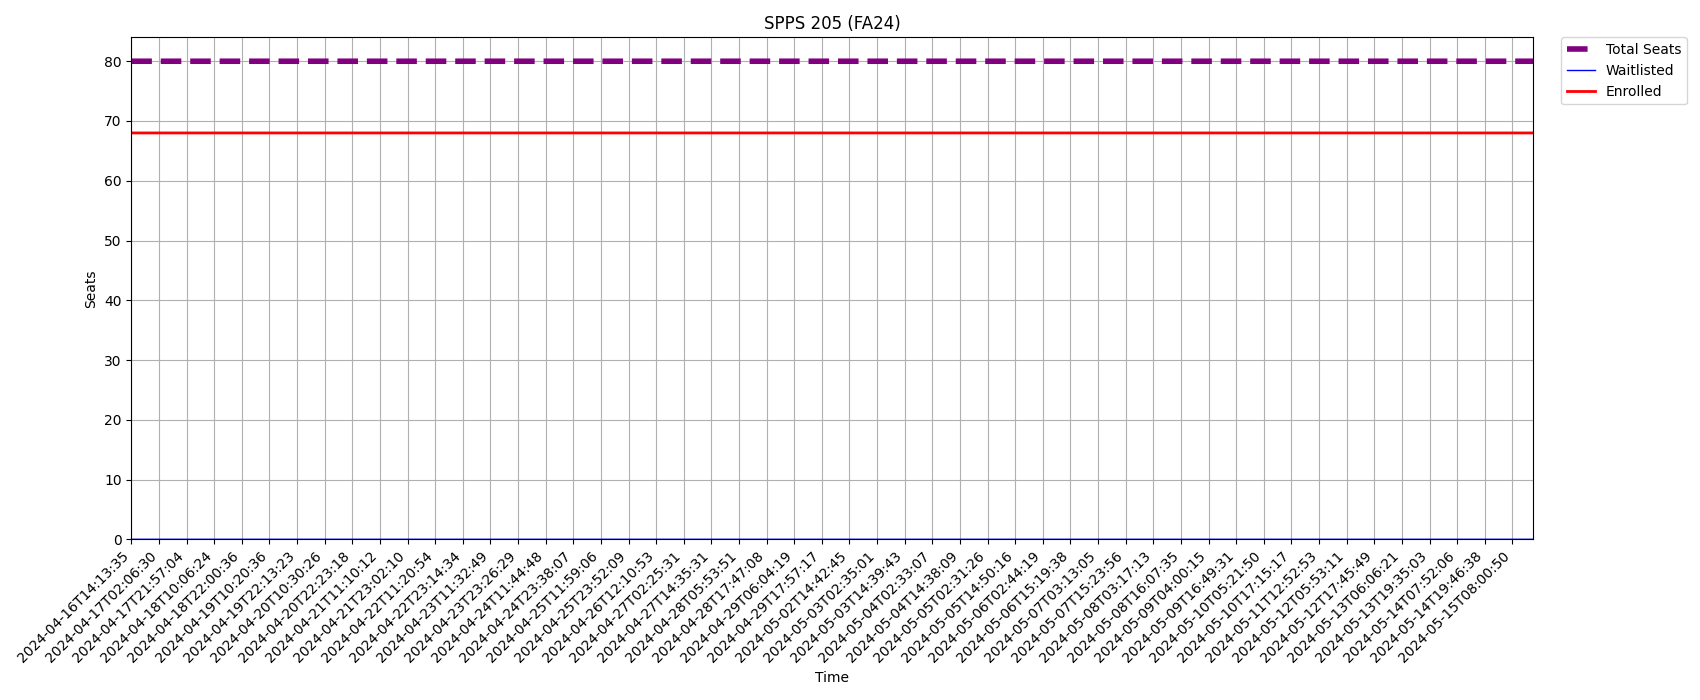 SPPS 205 (FA24)
Total Seats
Waitlisted
Enrolled
80
70
60
50
40
30
20
10
0
Seats
2024-04-16T14:13:35
2024-04-17T02:06:30
2024-04-17T21:57:04
2024-04-18T10:06:24
2024-04-18T22:00:36
2024-04-19T10:20:36
2024-04-19T22:13:23
2024-04-20T10:30:26
2024-04-20T22:23:18
2024-04-21T11:10:12
2024-04-21T23:02:10
2024-04-22T11:20:54
2024-04-22T23:14:34
2024-04-23T11:32:49
2024-04-23T23:26:29
2024-04-24T11:44:48
2024-04-24T23:38:07
2024-04-25T11:59:06
2024-04-25T23:52:09
2024-04-26T12:10:53
2024-04-27T02:25:31
2024-04-27T14:35:31
2024-04-28T05:53:51
2024-04-28T17:47:08
2024-04-29T06:04:19
2024-04-29T17:57:17
2024-05-02T14:42:45
2024-05-03T02:35:01
2024-05-03T14:39:43
2024-05-04T02:33:07
2024-05-04T14:38:09
2024-05-05T02:31:26
2024-05-05T14:50:16
2024-05-06T02:44:19
2024-05-06T15:19:38
2024-05-07T03:13:05
2024-05-07T15:23:56
2024-05-08T03:17:13
2024-05-08T16:07:35
2024-05-09T04:00:15
2024-05-09T16:49:31
2024-05-10T05:21:50
2024-05-10T17:15:17
2024-05-11T12:52:53
2024-05-12T05:53:11
2024-05-12T17:45:49
2024-05-13T06:06:21
2024-05-13T19:35:03
2024-05-14T07:52:06
2024-05-14T19:46:38
2024-05-15T08:00:50
Time